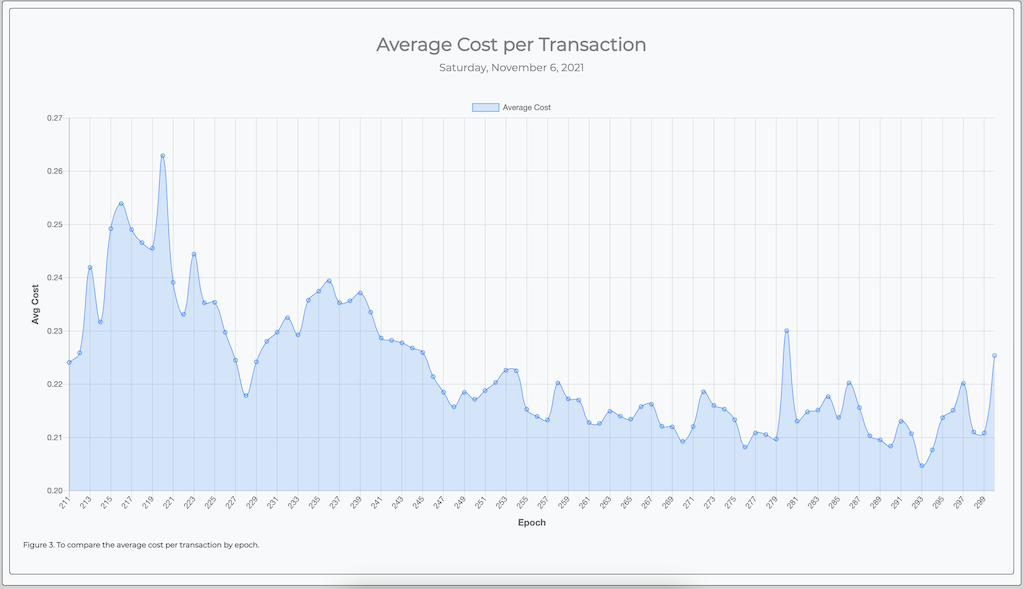 Average Cost per Transaction
Saturday, November 6, 2021
Average Cost
0.27
0.26
0.25
0.24
0.23
0.22
0.21
0.20
Avg Cost
211 213 215 217 219 221 223 225 227 229 231 233 235 237 239 241 243 245 247 249 251 253 255 257 259 261 263 265 267 269 271 273 275 277 279 281 283 285 287 289 291 293 295 297 299
Epoch
Figure 3. To compare the average cost per transaction by epoch.